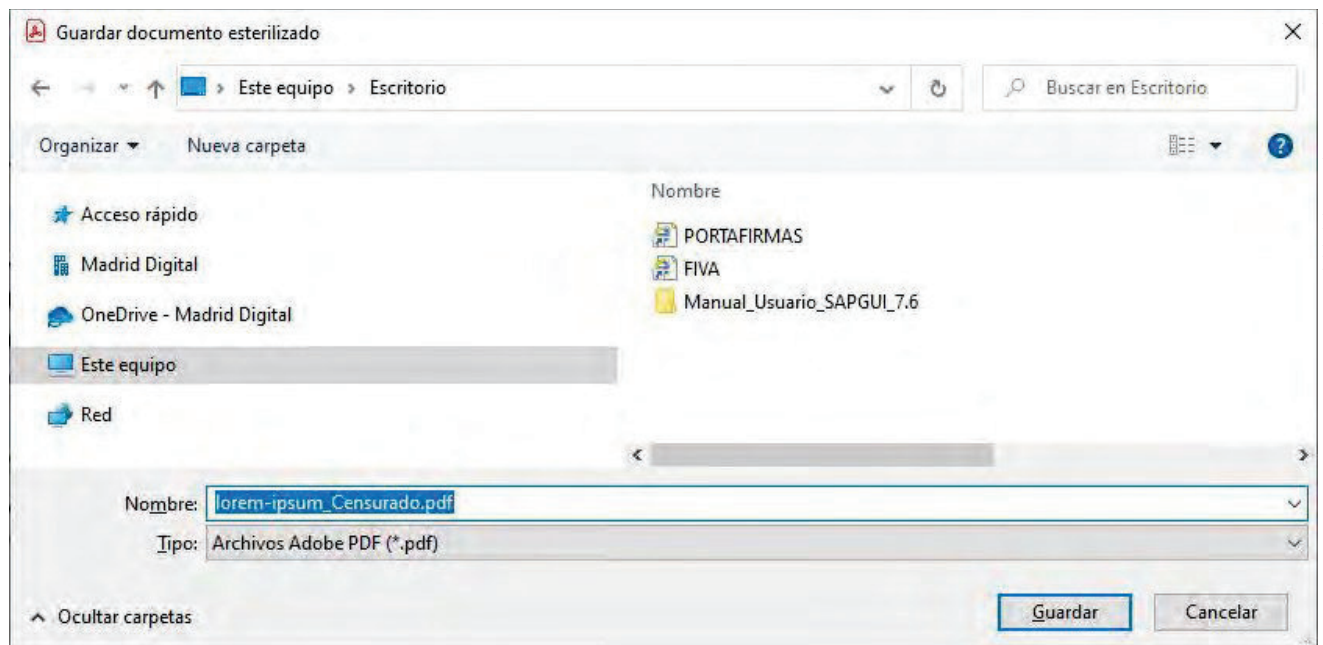 Guardar documento esterilizado
Este equipo > Escritorio
Buscar en Escritorio
Organizar
Nueva carpeta
Nombre
Acceso rápido
PORTAFIRMAS
Madrid Digital
FIVA
OneDrive - Madrid Digital
Manual_Usuario_SAPGUI_7.6
Este equipo
Red
Nombre: lorem-ipsum_Censurado.pdf
Tipo: Archivos Adobe PDF (*.pdf)
Ocultar carpetas
Guardar
Cancelar